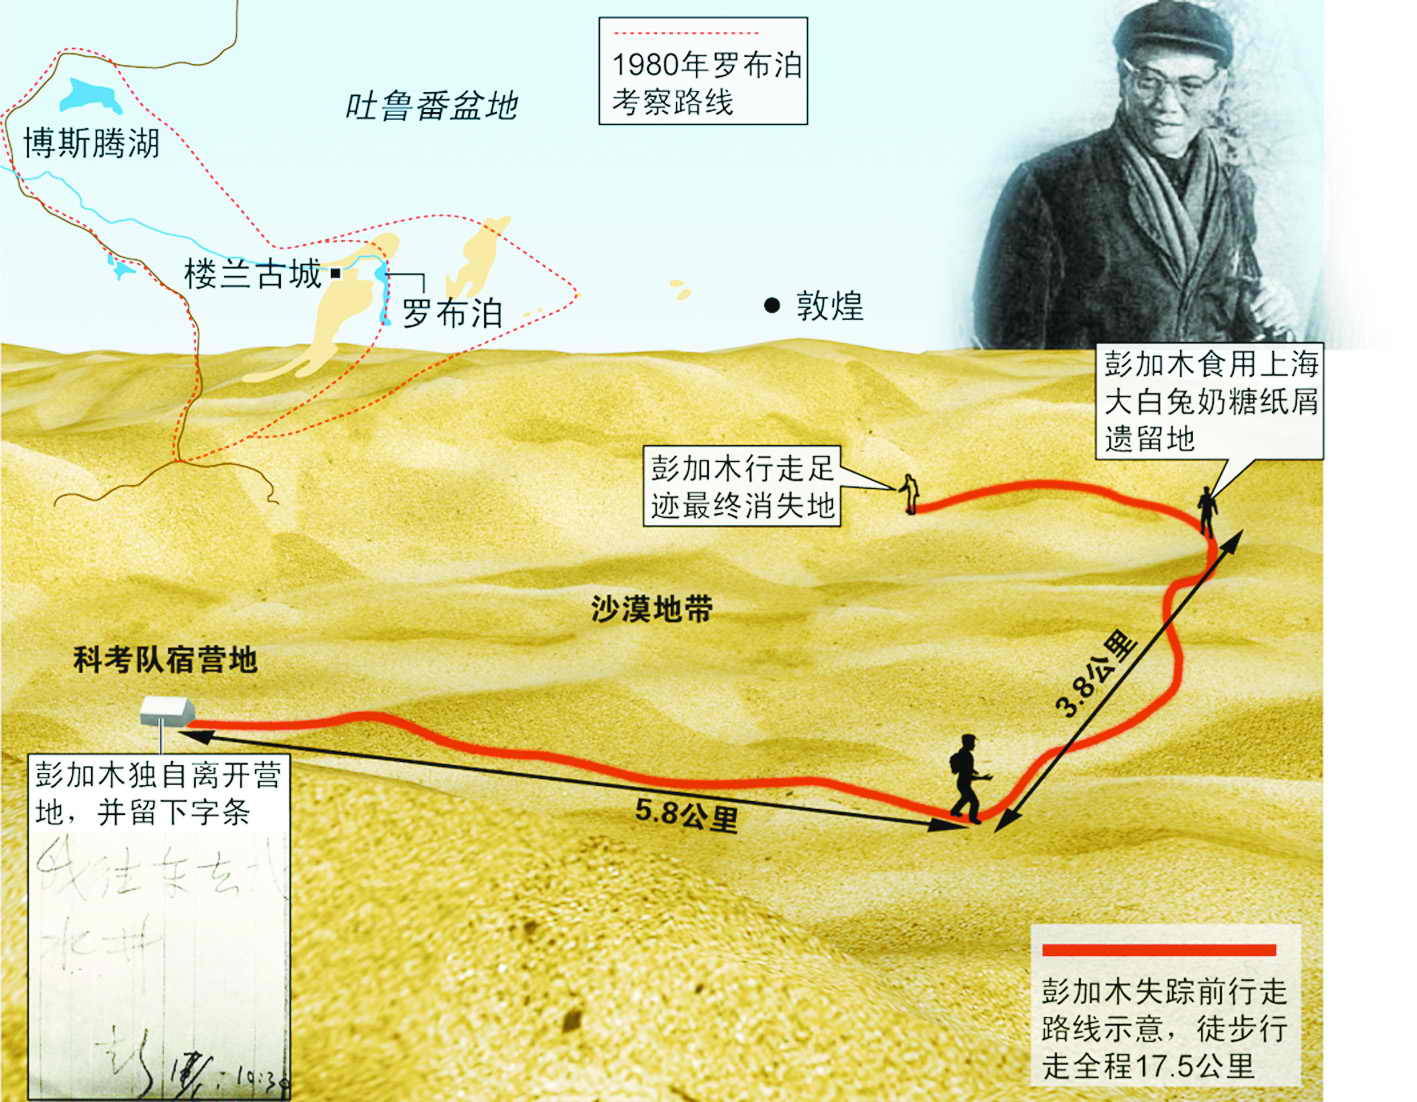 1980年罗布泊
考察路线
吐鲁番盆地
博斯腾湖
楼兰古城
罗布泊
敦煌
彭加木食用上海
大白兔奶糖纸屑
遗留地
彭加木行走足
迹最终消失地
沙漠地带
科考队宿营地
3.8公里
5.8公里
彭加木独自离开营
地，并留下字条
我往东去找
水井
彭
彭加木失踪前行走
路线示意，徒步行
走全程17.5公里